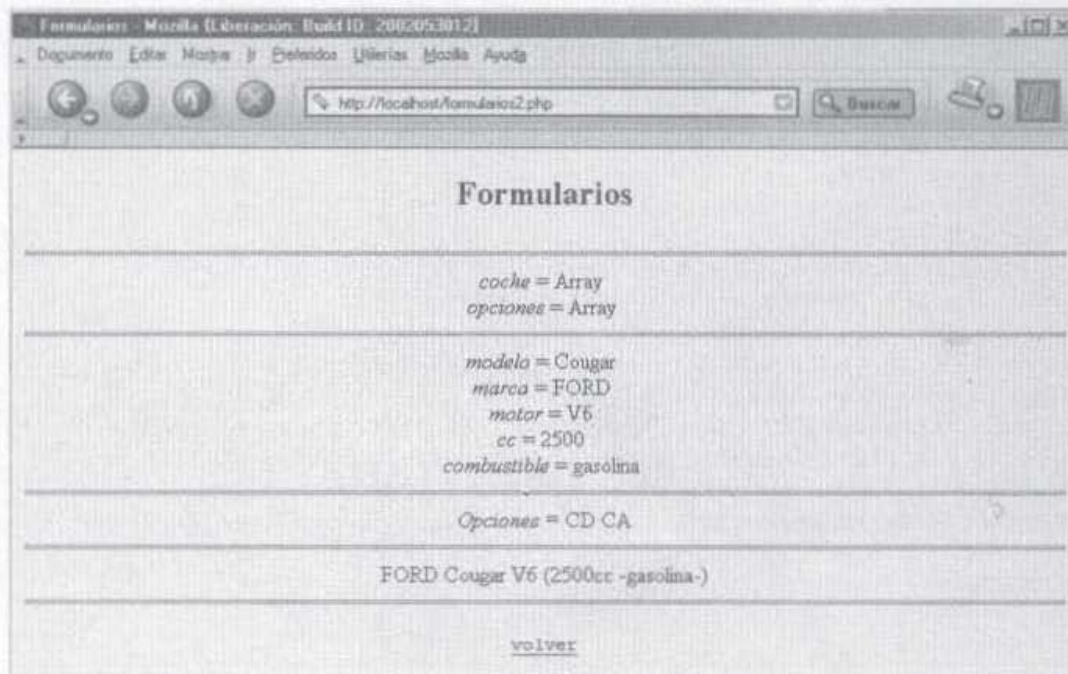 Formularios - Mozilla {Liberación: Build ID: 2002053012}
Documento Editar Mostrar Ir Preferidos Utilerías Mozilla Ayuda
http://localhost/formularios2.php Buscar
Formularios
coche = Array
opciones = Array
modelo = Cougar
marca = FORD
motor = V6
cc = 2500
combustible = gasolina
Opciones = CD CA
FORD Cougar V6 (2500cc -gasolina-)
volver